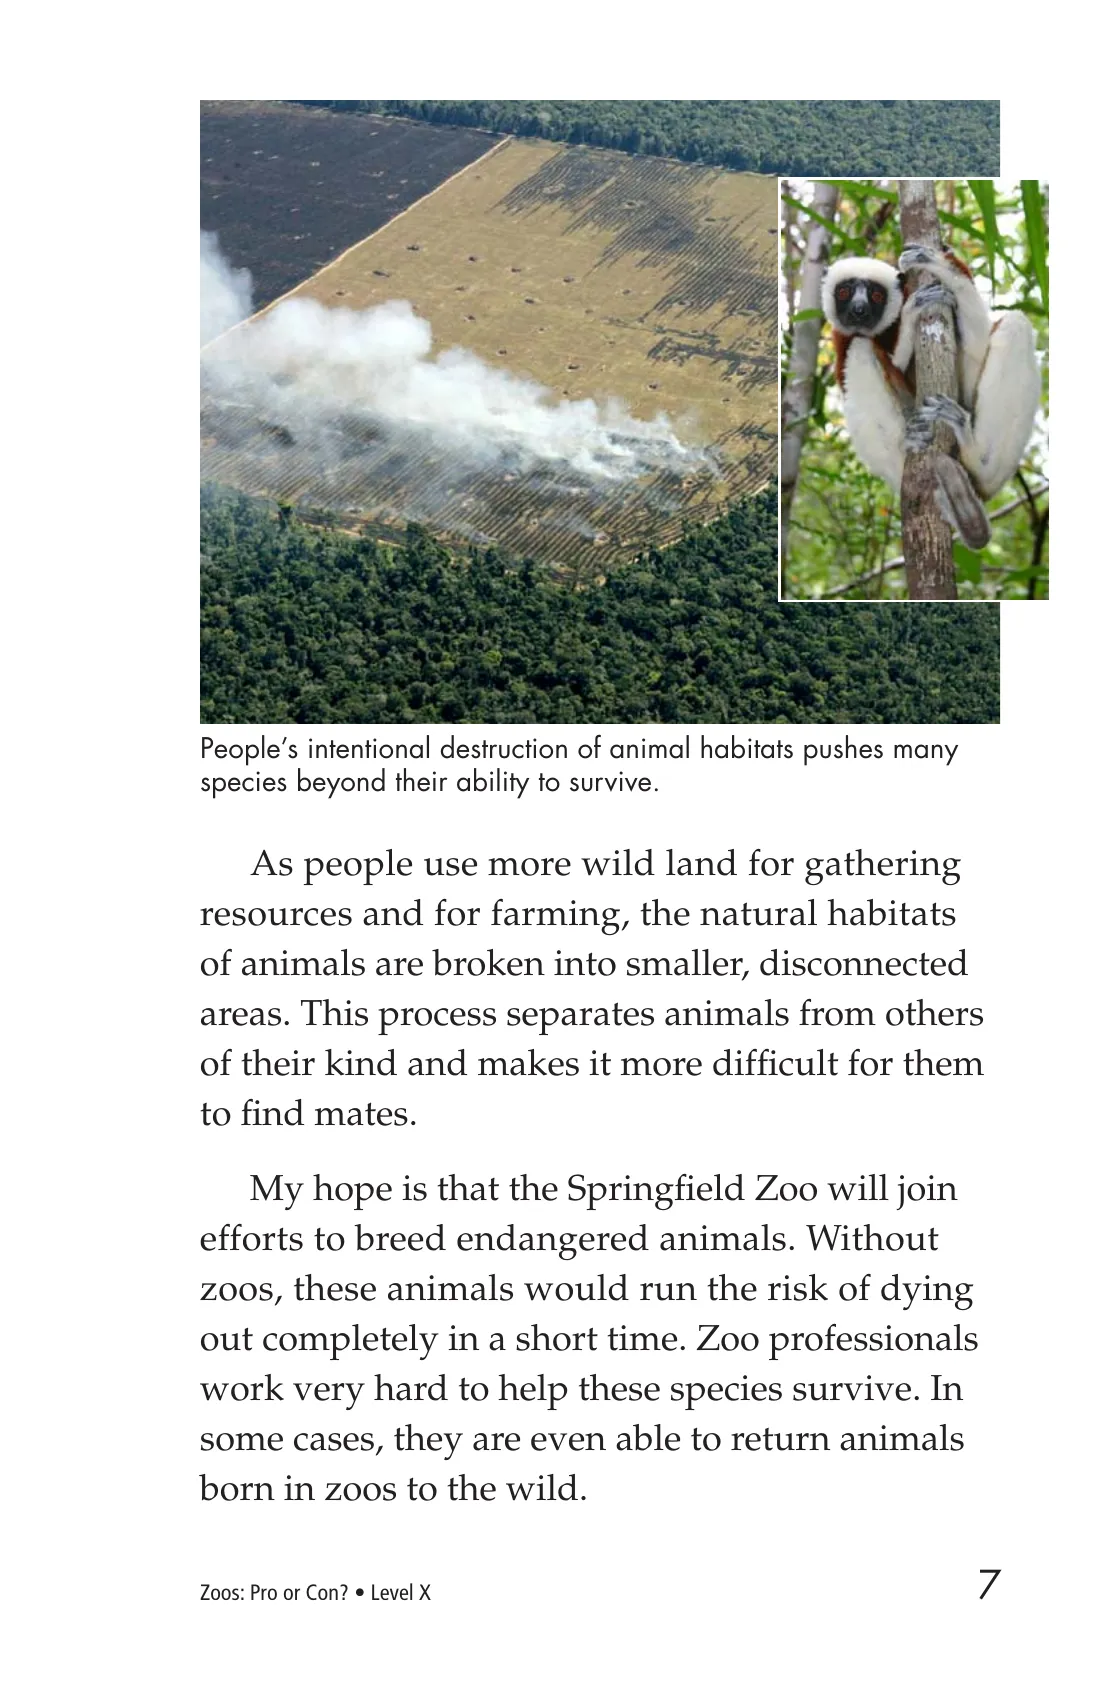 People’s intentional destruction of animal habitats pushes many
species beyond their ability to survive.
As people use more wild land for gathering
resources and for farming, the natural habitats
of animals are broken into smaller, disconnected
areas. This process separates animals from others
of their kind and makes it more difficult for them
to find mates.
My hope is that the Springfield Zoo will join
efforts to breed endangered animals. Without
zoos, these animals would run the risk of dying
out completely in a short time. Zoo professionals
work very hard to help these species survive. In
some cases, they are even able to return animals
born in zoos to the wild.
Zoos: Pro or Con? • Level X
7